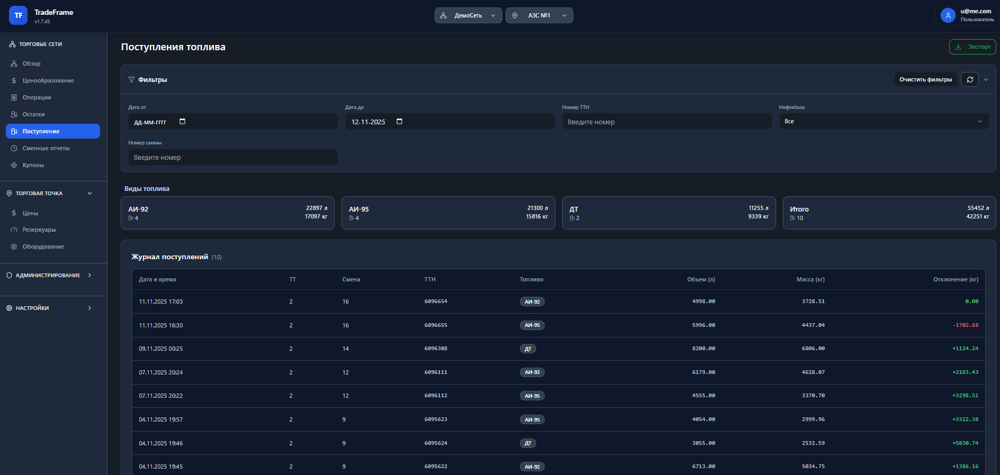 TF
TradeFrame
v1.7.45
ДемоСеть
АЗС №1
u@me.com
Пользователь
ТОРГОВЫЕ СЕТИ
Обзор
Ценообразование
Операции
Остатки
Поступления
Сменные отчеты
Купоны
ТОРГОВАЯ ТОЧКА
Цены
Резервуары
Оборудование
АДМИНИСТРИРОВАНИЕ
НАСТРОЙКИ
Поступления топлива
Экспорт
Фильтры
Очистить фильтры
Дата от
Дата до
Номер ТТН
Нефтебаза
дд.мм.гггг
12.11.2025
Введите номер
Все
Номер смены
Введите номер
Виды топлива
АИ-92
4
22897 л
17097 кг
АИ-95
4
21300 л
15816 кг
ДТ
2
11255 л
9339 кг
Итого
10
55452 л
42251 кг
Журнал поступлений (10)
Дата и время ТТ Смена ТТН Топливо Объем (л) Масса (кг) Отклонение (кг)
11.11.2025 17:03 2 16 6096654 АИ-92 4998.00 3728.51 0.00
11.11.2025 16:30 2 16 6096655 АИ-95 5996.00 4437.04 -1702.68
09.11.2025 00:25 2 14 6096308 ДТ 8200.00 6806.00 +1124.24
07.11.2025 20:24 2 12 6096111 АИ-92 6179.00 4628.07 +2183.43
07.11.2025 20:22 2 12 6096112 АИ-95 4555.00 3370.70 +3298.51
04.11.2025 19:57 2 9 6095623 АИ-95 4054.00 2999.96 +3322.38
04.11.2025 19:46 2 9 6095624 ДТ 3055.00 2532.59 +5030.74
04.11.2025 19:45 2 9 6095622 АИ-92 6713.00 5034.75 +1386.16